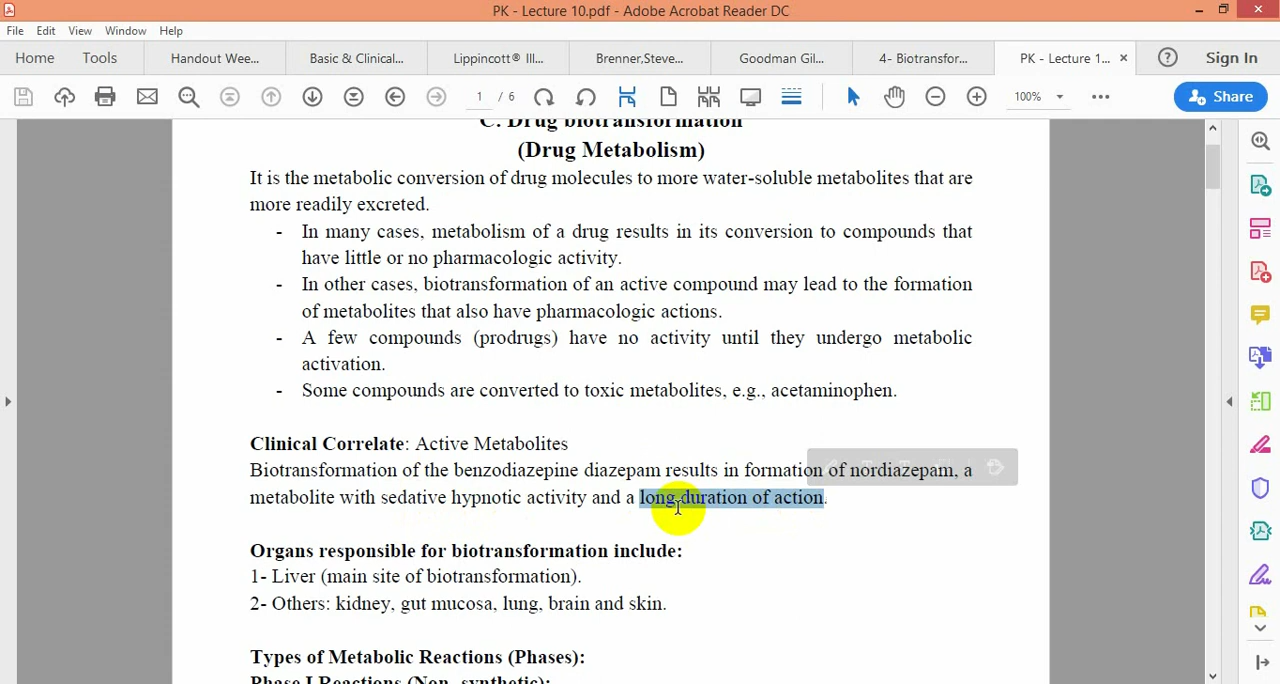 PK - Lecture 10.pdf - Adobe Acrobat Reader DC
File Edit View Window Help
Home Tools Handout Wee... Basic & Clinical... Lippincott® Ill... Brenner,Steve... Goodman Gil... 4- Biotransfor... PK - Lecture 1... Sign In
1 / 6 100% Share
C. Drug biotransformation
(Drug Metabolism)
It is the metabolic conversion of drug molecules to more water-soluble metabolites that are
more readily excreted.
- In many cases, metabolism of a drug results in its conversion to compounds that
have little or no pharmacologic activity.
- In other cases, biotransformation of an active compound may lead to the formation
of metabolites that also have pharmacologic actions.
- A few compounds (prodrugs) have no activity until they undergo metabolic
activation.
- Some compounds are converted to toxic metabolites, e.g., acetaminophen.
Clinical Correlate: Active Metabolites
Biotransformation of the benzodiazepine diazepam results in formation of nordiazepam, a
metabolite with sedative hypnotic activity and a long duration of action.
Organs responsible for biotransformation include:
1- Liver (main site of biotransformation).
2- Others: kidney, gut mucosa, lung, brain and skin.
Types of Metabolic Reactions (Phases):
Phase I Reactions (Non- synthetic):